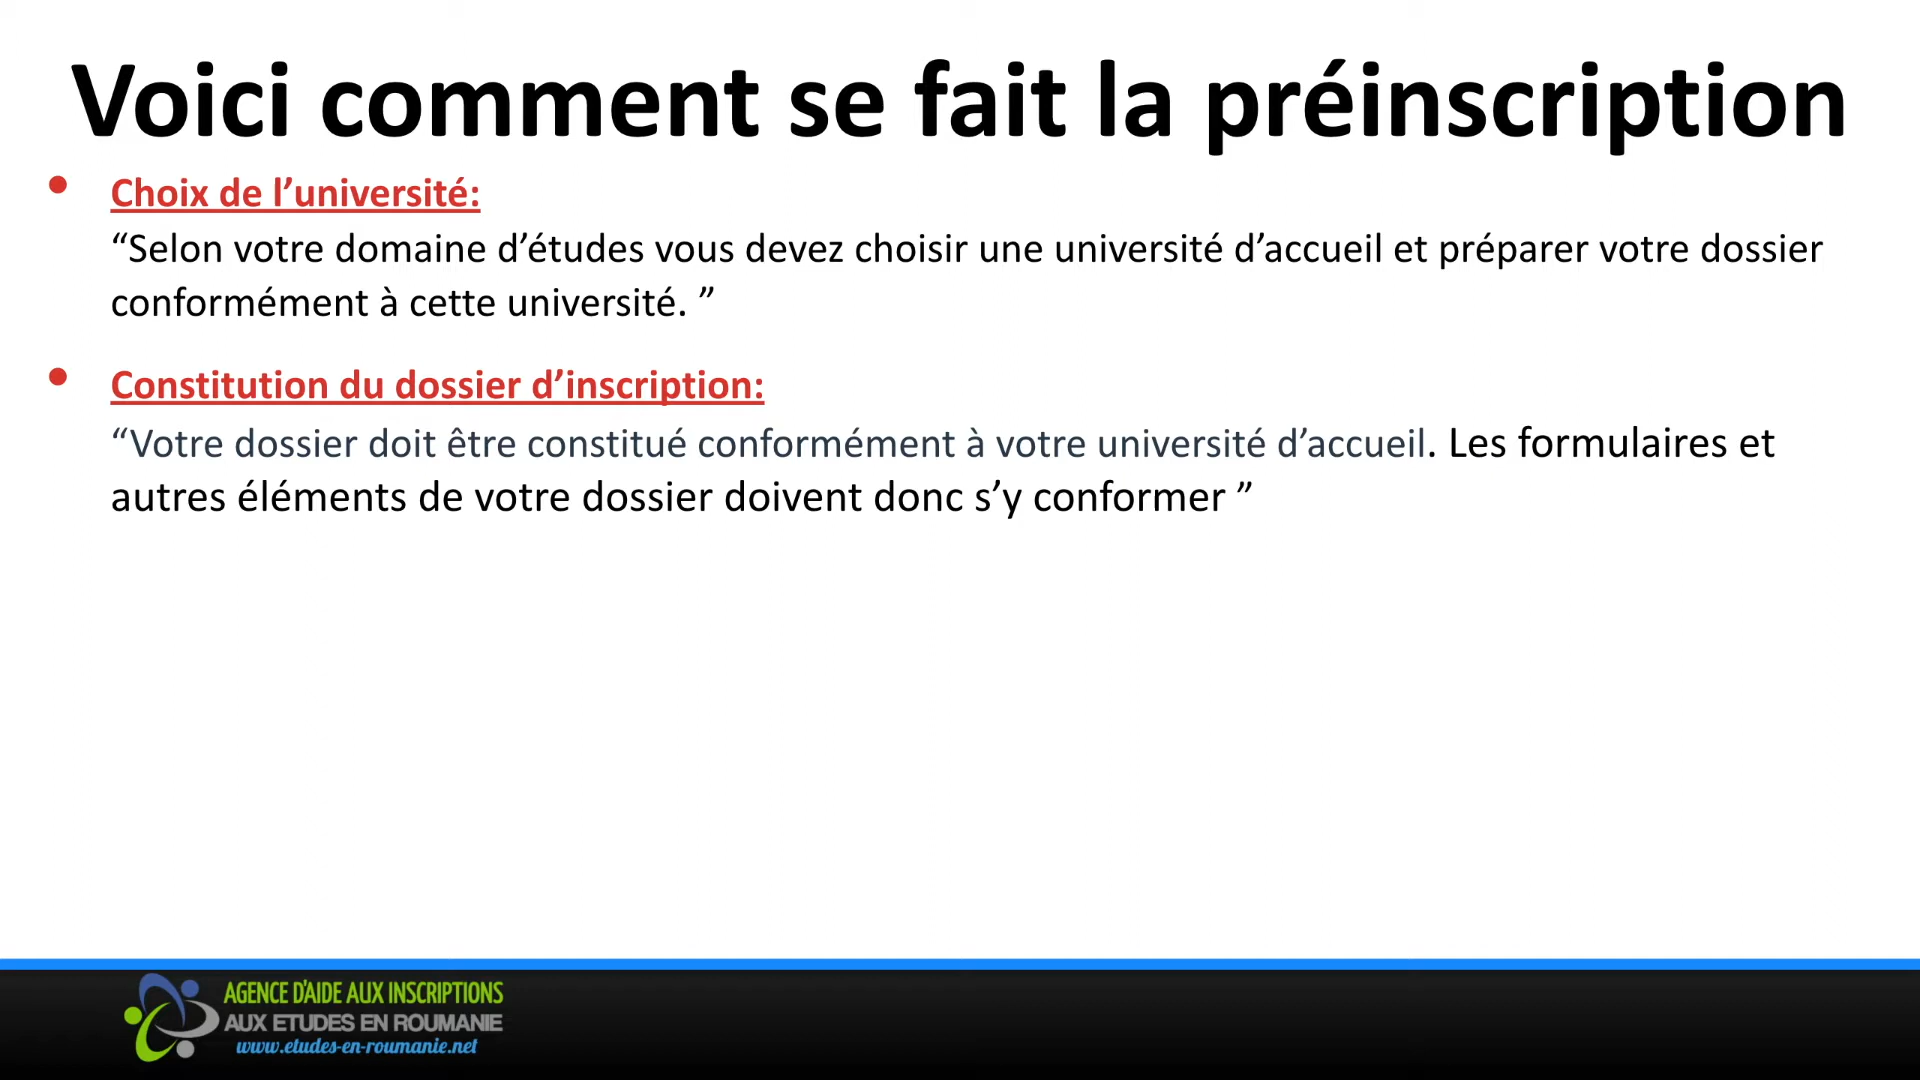 Voici comment se fait la préinscription
• Choix de l’université:
“Selon votre domaine d’études vous devez choisir une université d’accueil et préparer votre dossier
conformément à cette université. ”
• Constitution du dossier d’inscription:
“Votre dossier doit être constitué conformément à votre université d’accueil. Les formulaires et
autres éléments de votre dossier doivent donc s’y conformer ”
AGENCE D'AIDE AUX INSCRIPTIONS
AUX ETUDES EN ROUMANIE
www.etudes-en-roumanie.net